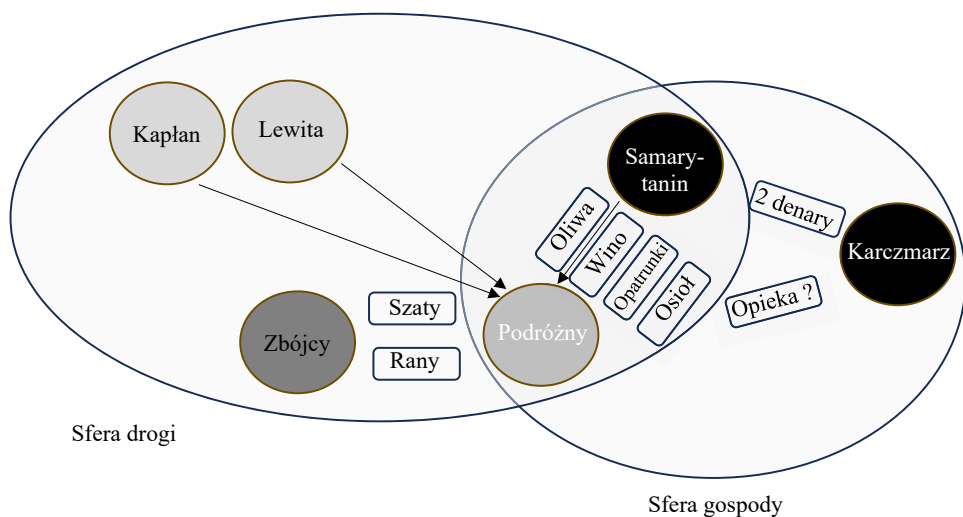 Kapłan
Lewita
Samary-
tanin
Oliwa
Wino
Opatrunki
Osioł
2 denary
Karczmarz
Opieka ?
Szaty
Zbójcy
Podróżny
Rany
Sfera drogi
Sfera gospody